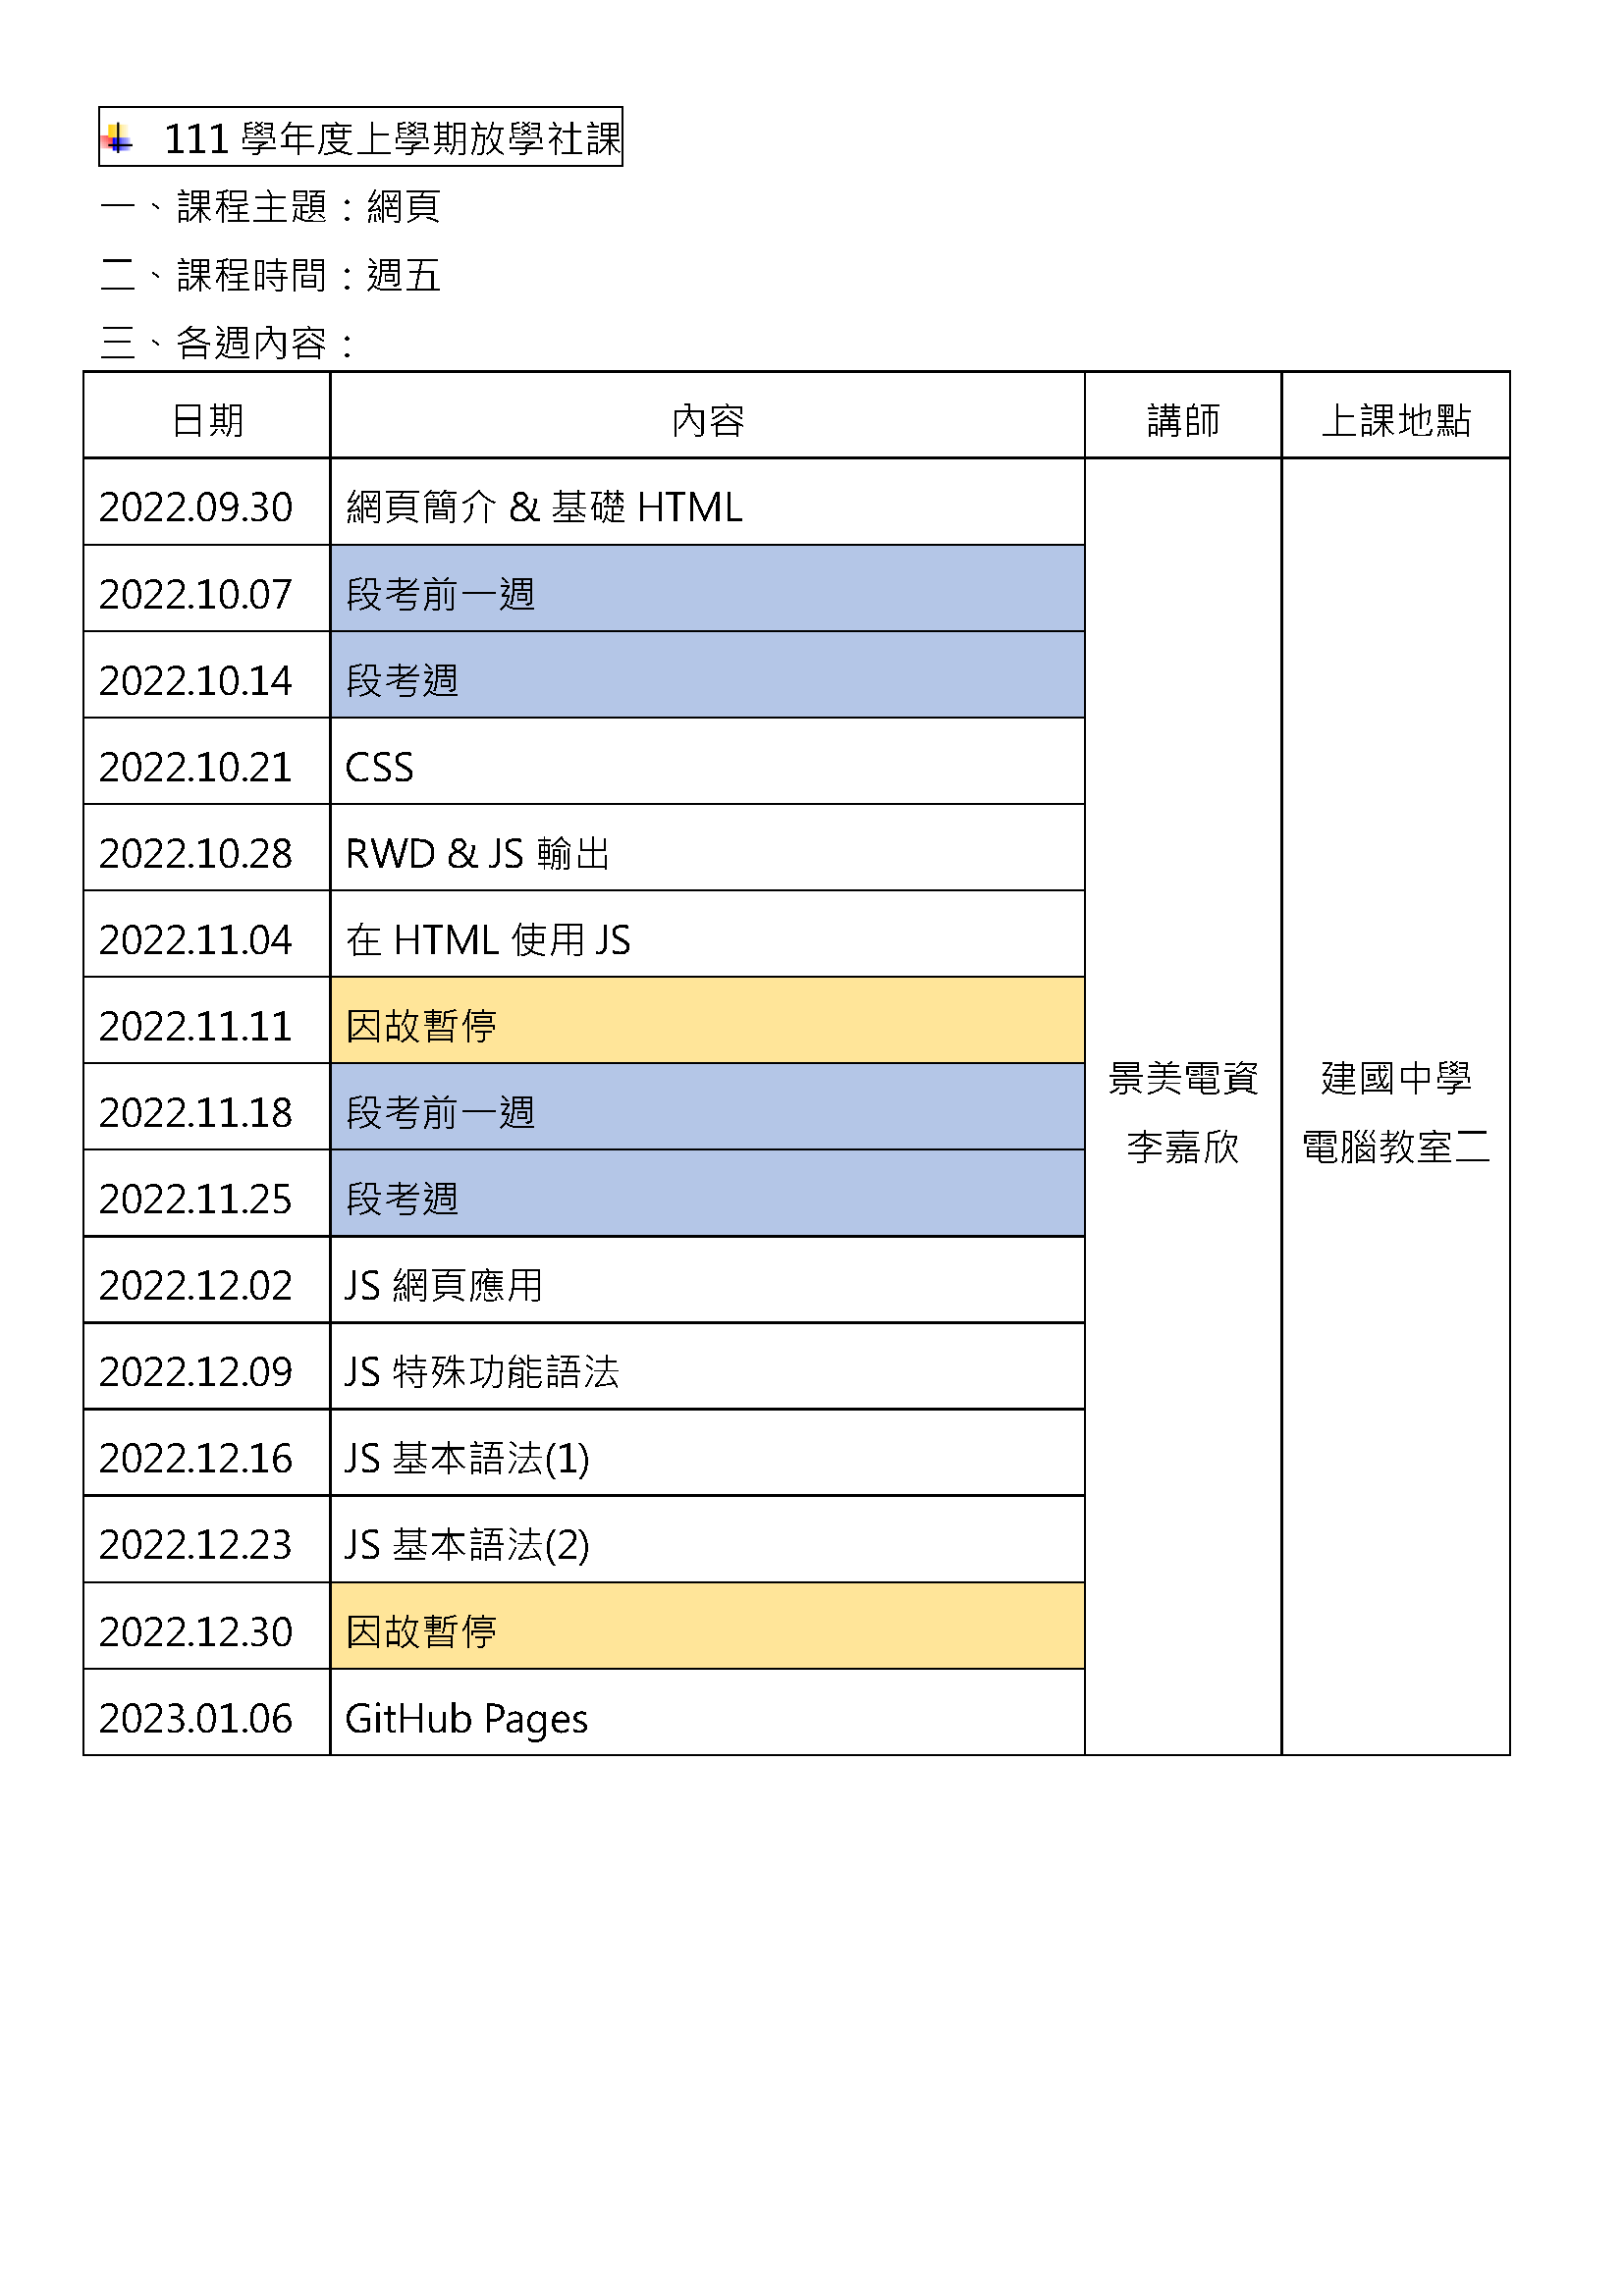 111 學年度上學期放學社課
一、課程主題：網頁
二、課程時間：週五
三、各週內容：
日期 內容 講師 上課地點
2022.09.30 網頁簡介 & 基礎 HTML
2022.10.07 段考前一週
2022.10.14 段考週
2022.10.21 CSS
2022.10.28 RWD & JS 輸出
2022.11.04 在 HTML 使用 JS
2022.11.11 因故暫停
2022.11.18 段考前一週
2022.11.25 段考週
2022.12.02 JS 網頁應用
2022.12.09 JS 特殊功能語法
2022.12.16 JS 基本語法(1)
2022.12.23 JS 基本語法(2)
2022.12.30 因故暫停
2023.01.06 GitHub Pages
景美電資
李嘉欣
建國中學
電腦教室二